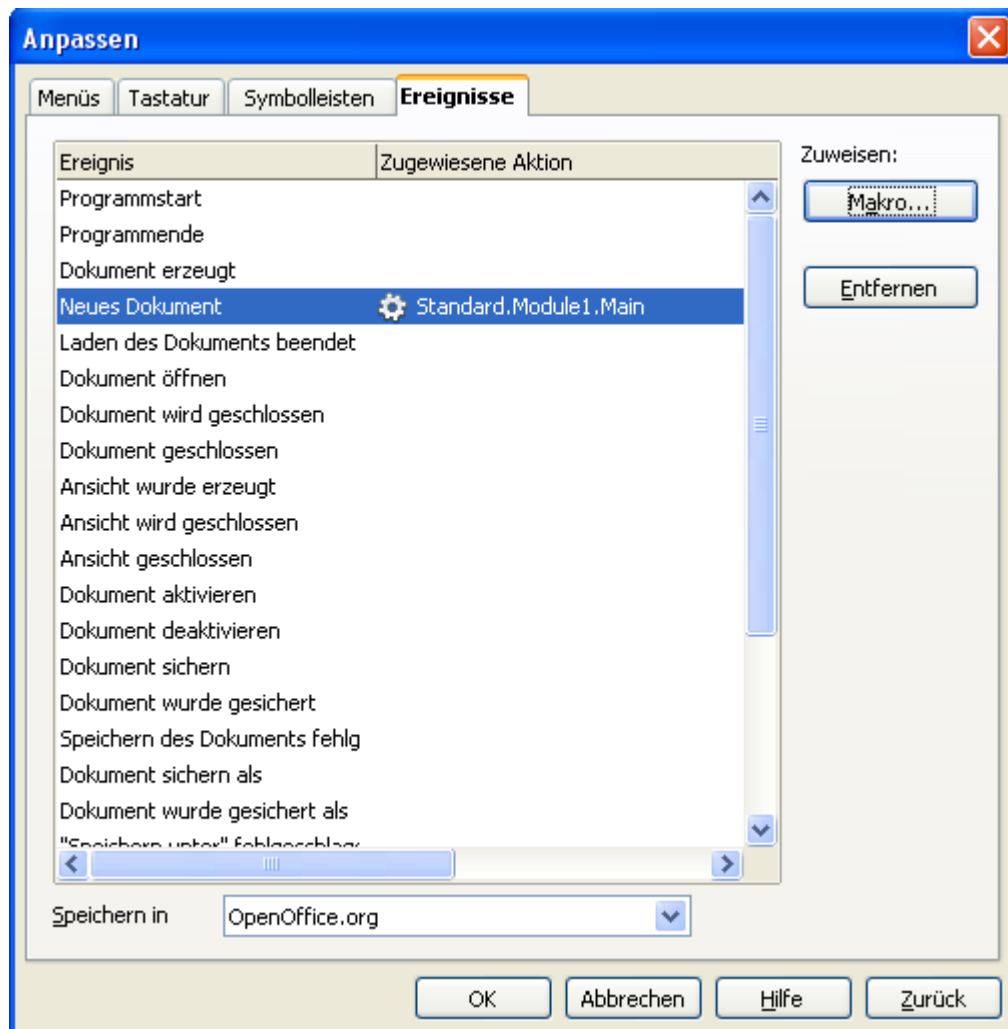 Anpassen
Menüs Tastatur Symbolleisten Ereignisse
Ereignis Zugewiesene Aktion Zuweisen:
Programmstart Makro...
Programmende
Dokument erzeugt Entfernen
Neues Dokument Standard.Module1.Main
Laden des Dokuments beendet
Dokument öffnen
Dokument wird geschlossen
Dokument geschlossen
Ansicht wurde erzeugt
Ansicht wird geschlossen
Ansicht geschlossen
Dokument aktivieren
Dokument deaktivieren
Dokument sichern
Dokument wurde gesichert
Speichern des Dokuments fehlg
Dokument sichern als
Dokument wurde gesichert als
"Speichern unter" fehlgeschlag
Speichern in OpenOffice.org
OK Abbrechen Hilfe Zurück